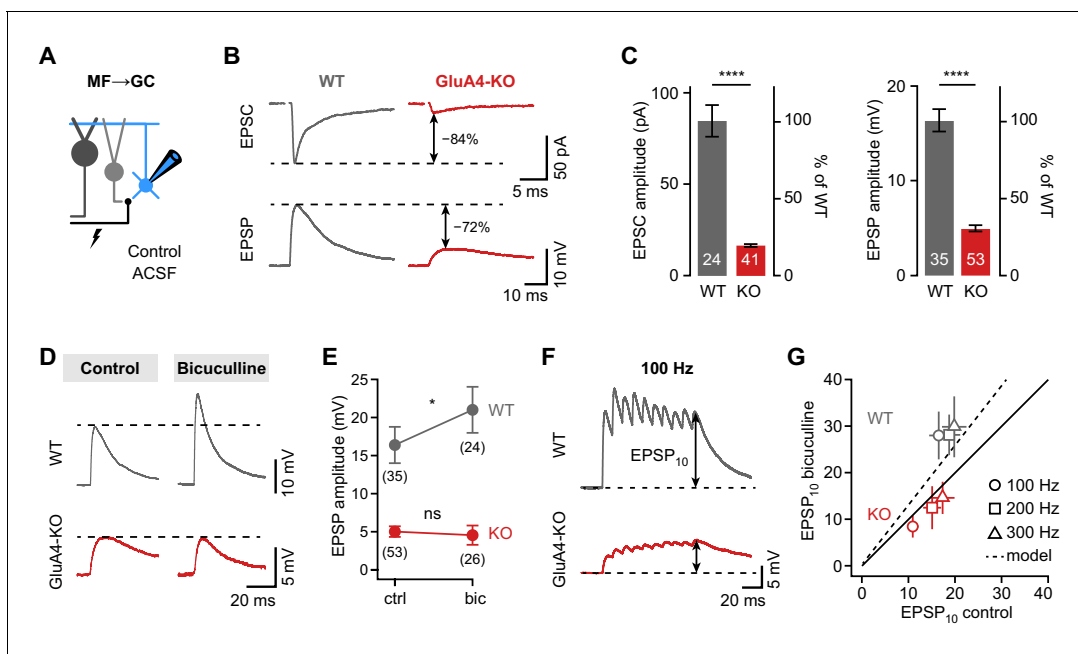 A
MF→GC
Control
ACSF
B
WT
GluA4-KO
EPSC
−84%
50 pA
5 ms
EPSP
−72%
10 mV
10 ms
C
****
100
50
0
EPSC amplitude (pA)
24
41
WT
KO
100
50
0
% of WT
****
20
10
0
EPSP amplitude (mV)
35
53
WT
KO
100
50
0
% of WT
D
Control
Bicuculline
WT
10 mV
GluA4-KO
5 mV
20 ms
E
25
20
15
10
5
0
EPSP amplitude (mV)
*
WT
(24)
(35)
ns
KO
(53)
(26)
ctrl
bic
F
100 Hz
WT
EPSP10
GluA4-KO
5 mV
20 ms
G
40
30
20
10
0
EPSP10 bicuculline
WT
KO
100 Hz
200 Hz
300 Hz
model
0
10
20
30
40
EPSP10 control